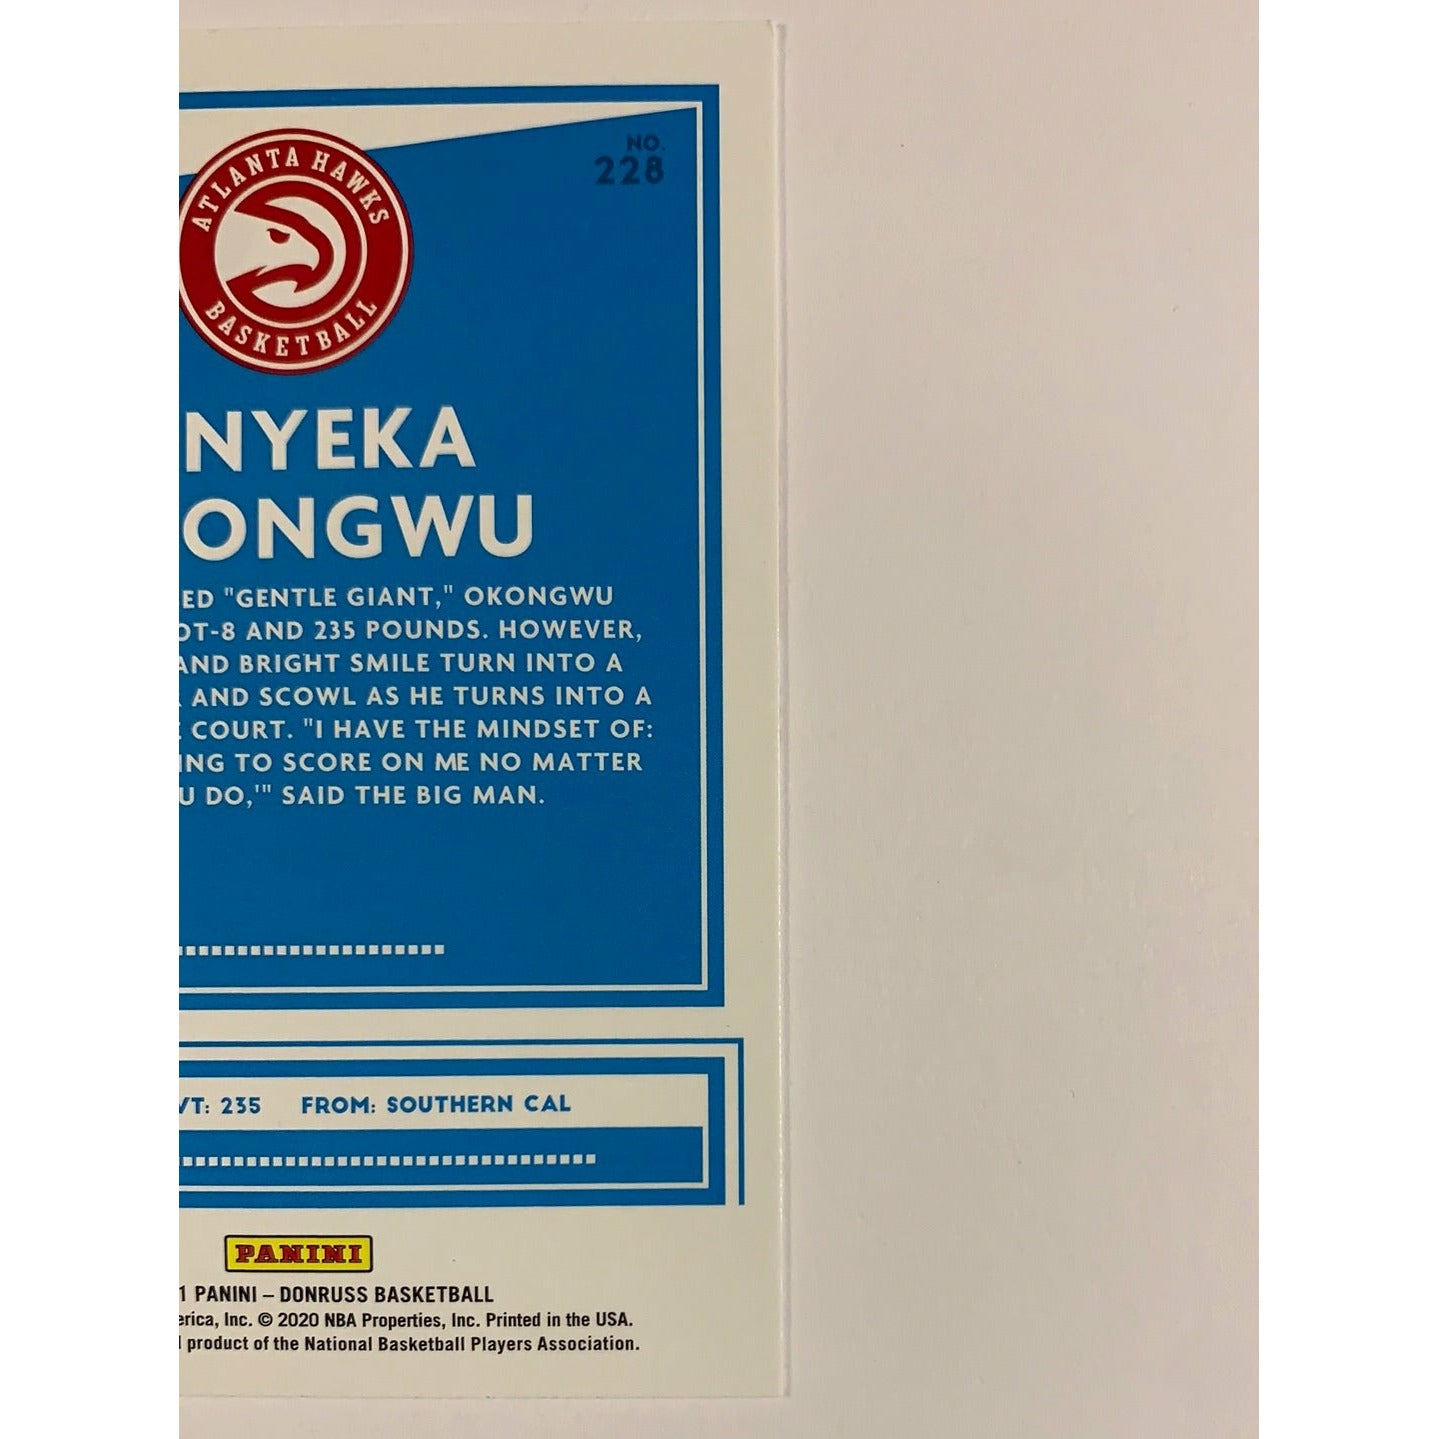 NO.
228
ATLANTA HAWKS
BASKETBALL
NYEKA
ONGWU
ED "GENTLE GIANT," OKONGWU
OT-8 AND 235 POUNDS. HOWEVER,
AND BRIGHT SMILE TURN INTO A
AND SCOWL AS HE TURNS INTO A
COURT. "I HAVE THE MINDSET OF:
ING TO SCORE ON ME NO MATTER
U DO,'" SAID THE BIG MAN.
WT: 235 FROM: SOUTHERN CAL
PANINI
1 PANINI – DONRUSS BASKETBALL
erica, Inc. © 2020 NBA Properties, Inc. Printed in the USA.
product of the National Basketball Players Association.